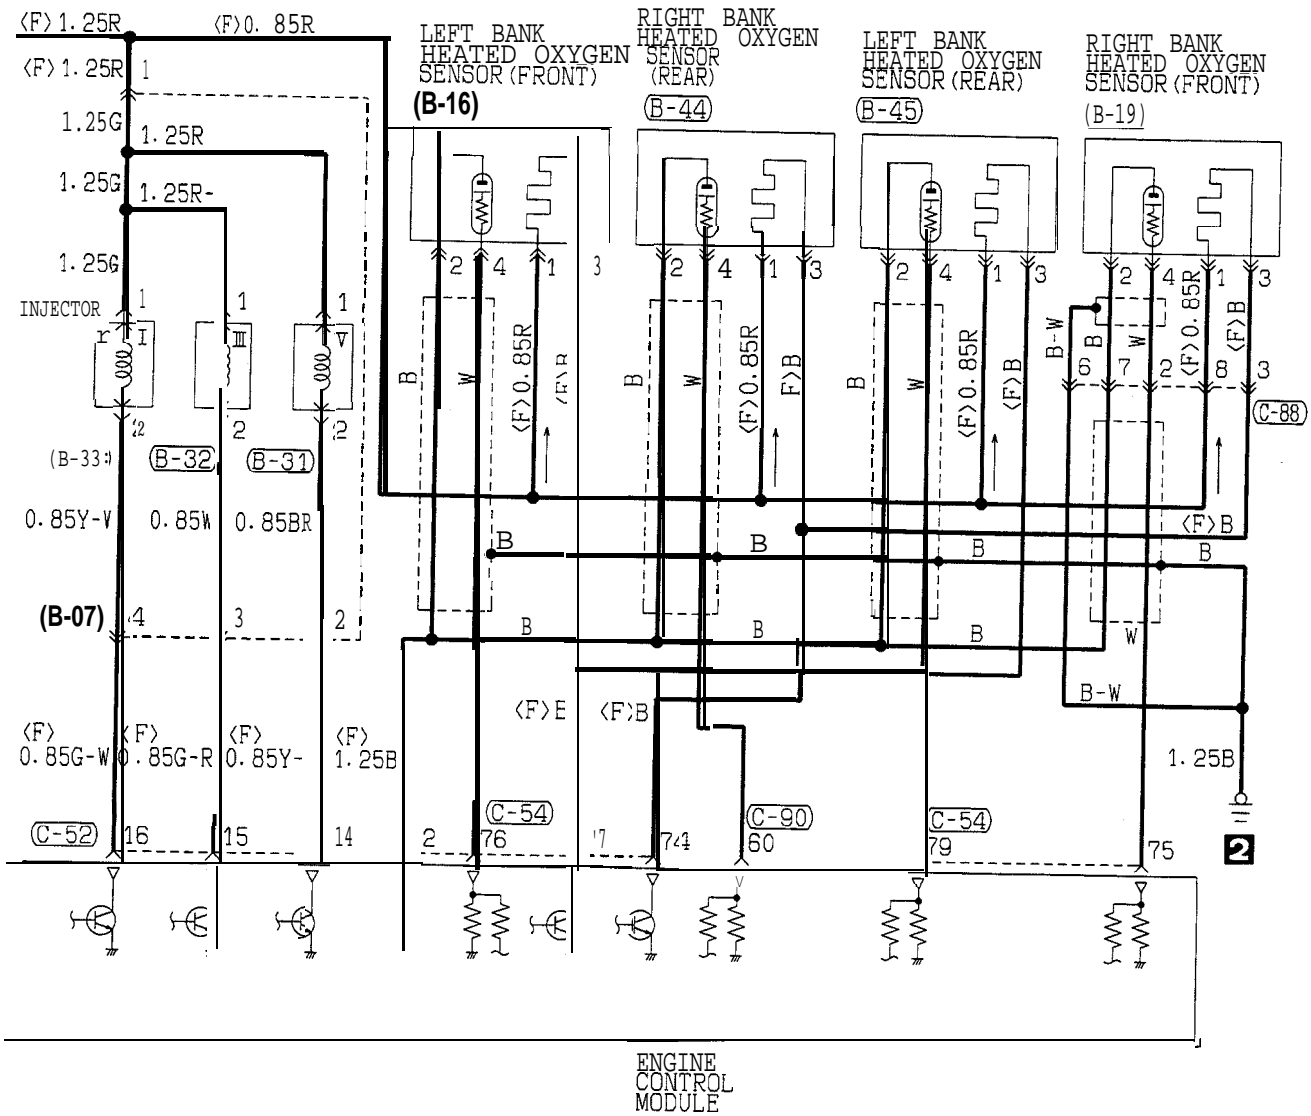 ⟨F⟩1.25R
⟨F⟩0.85R
LEFT BANK
HEATED OXYGEN
SENSOR(FRONT)
(B-16)
RIGHT BANK
HEATED OXYGEN
SENSOR
(REAR)
(B-44)
LEFT BANK
HEATED OXYGEN
SENSOR(REAR)
(B-45)
RIGHT BANK
HEATED OXYGEN
SENSOR(FRONT)
(B-19)
⟨F⟩1.25R 1
1.25G
1.25R
1.25G
1.25R-
1.25G
2 4 1 3
2 4 1 3
2 4 1 3
2 4 1 3
INJECTOR
1 1 1
r I III V
B W ⟨F⟩0.85R
B W ⟨F⟩0.85R F⟩B
B W ⟨F⟩0.85R ⟨F⟩B
B-W B W ⟨F⟩0.85R ⟨F⟩B
6 7 2 8 3
(C-88)
2 2 2
(B-33)
(B-32)
(B-31)
0.85Y-V
0.85W
0.85BR
⟨F⟩B
B B B B
(B-07)
4 3 2
B B B
W
B-W
⟨F⟩
0.85G-W
⟨F⟩
0.85G-R
⟨F⟩
0.85Y-
⟨F⟩
1.25B
⟨F⟩E
⟨F⟩B
1.25B
(C-52)
16 15 14 2
(C-54)
76
7 74
(C-90)
60
(C-54)
79
75
2
ENGINE
CONTROL
MODULE